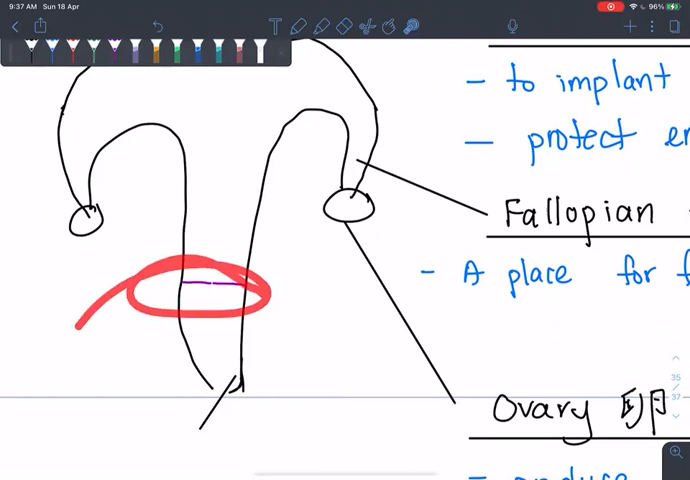 9:37 AM Sun 18 Apr
96%
- to implant
- protect
Fallopian
- A place for
Ovary 卵
35
/
37